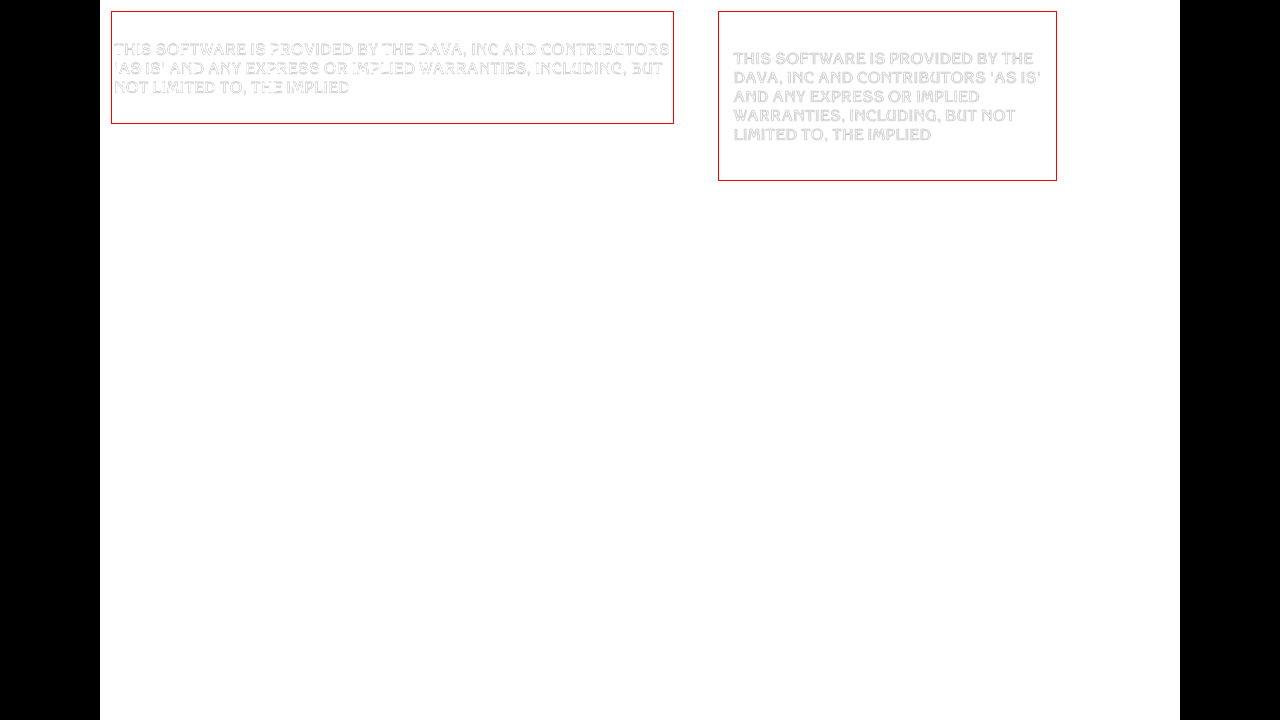 THIS SOFTWARE IS PROVIDED BY THE DAVA, INC AND CONTRIBUTORS
'AS IS' AND ANY EXPRESS OR IMPLIED WARRANTIES, INCLUDING, BUT
NOT LIMITED TO, THE IMPLIED
THIS SOFTWARE IS PROVIDED BY THE
DAVA, INC AND CONTRIBUTORS 'AS IS'
AND ANY EXPRESS OR IMPLIED
WARRANTIES, INCLUDING, BUT NOT
LIMITED TO, THE IMPLIED